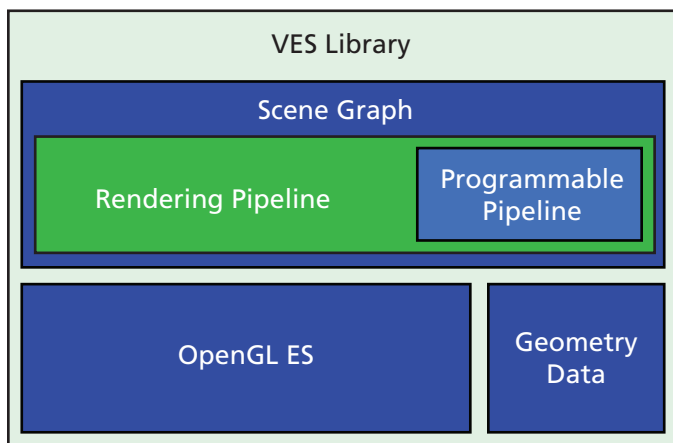 VES Library
Scene Graph
Rendering Pipeline
Programmable
Pipeline
OpenGL ES
Geometry
Data